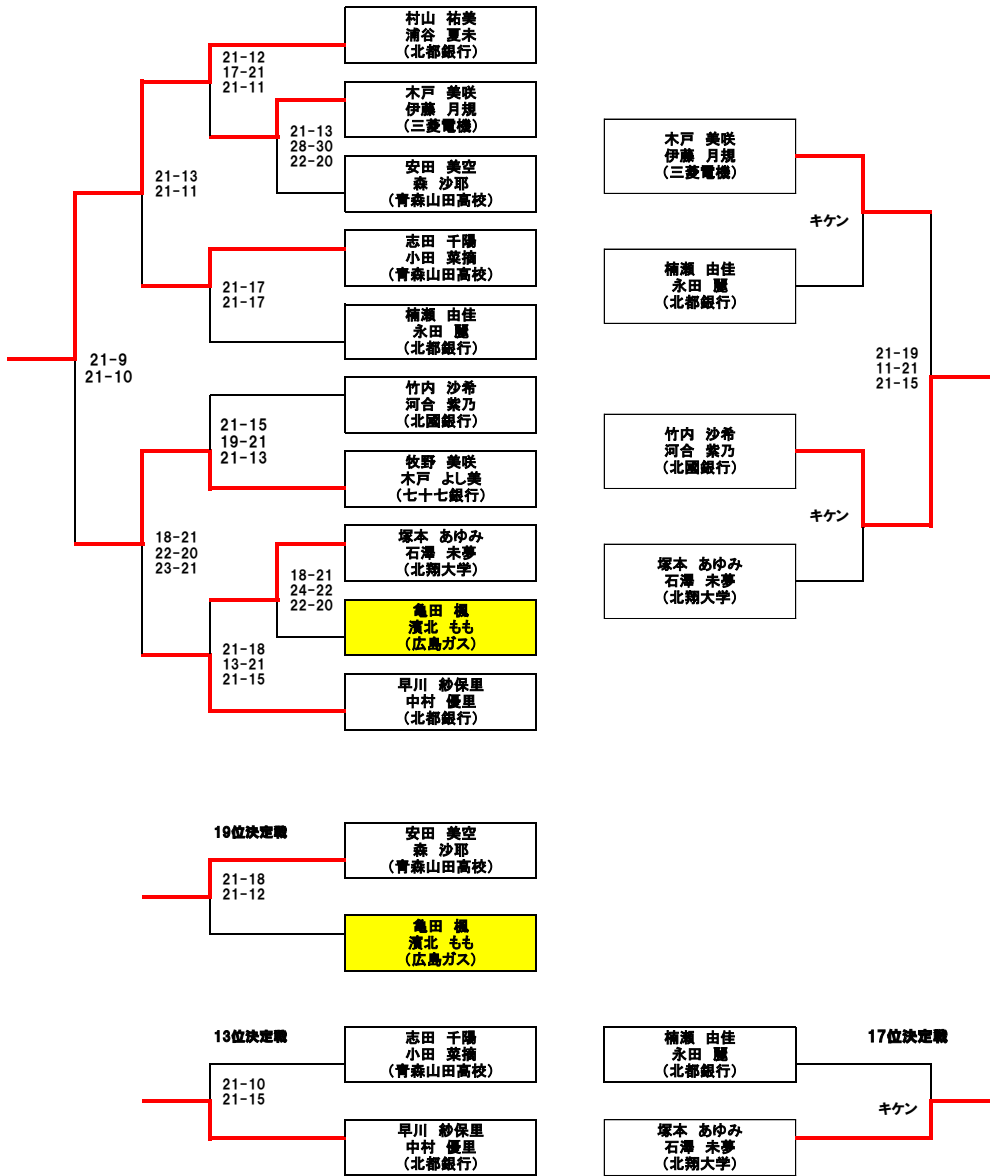 村山 祐美
浦谷 夏未
(北都銀行)
21-12
17-21
21-11
木戸 美咲
伊藤 月規
(三菱電機)
21-13
28-30
22-20
安田 美空
森 沙耶
(青森山田高校)
21-13
21-11
志田 千陽
小田 菜摘
(青森山田高校)
21-17
21-17
楠瀬 由佳
永田 麗
(北都銀行)
21-9
21-10
竹内 沙希
河合 紫乃
(北國銀行)
21-15
19-21
21-13
牧野 美咲
木戸 よし美
(七十七銀行)
18-21
22-20
23-21
塚本 あゆみ
石澤 未夢
(北翔大学)
18-21
24-22
22-20
亀田 楓
濱北 もも
(広島ガス)
21-18
13-21
21-15
早川 紗保里
中村 優里
(北都銀行)
木戸 美咲
伊藤 月規
(三菱電機)
キケン
楠瀬 由佳
永田 麗
(北都銀行)
21-19
11-21
21-15
竹内 沙希
河合 紫乃
(北國銀行)
キケン
塚本 あゆみ
石澤 未夢
(北翔大学)
19位決定戦
安田 美空
森 沙耶
(青森山田高校)
21-18
21-12
亀田 楓
濱北 もも
(広島ガス)
13位決定戦
志田 千陽
小田 菜摘
(青森山田高校)
21-10
21-15
早川 紗保里
中村 優里
(北都銀行)
17位決定戦
楠瀬 由佳
永田 麗
(北都銀行)
キケン
塚本 あゆみ
石澤 未夢
(北翔大学)